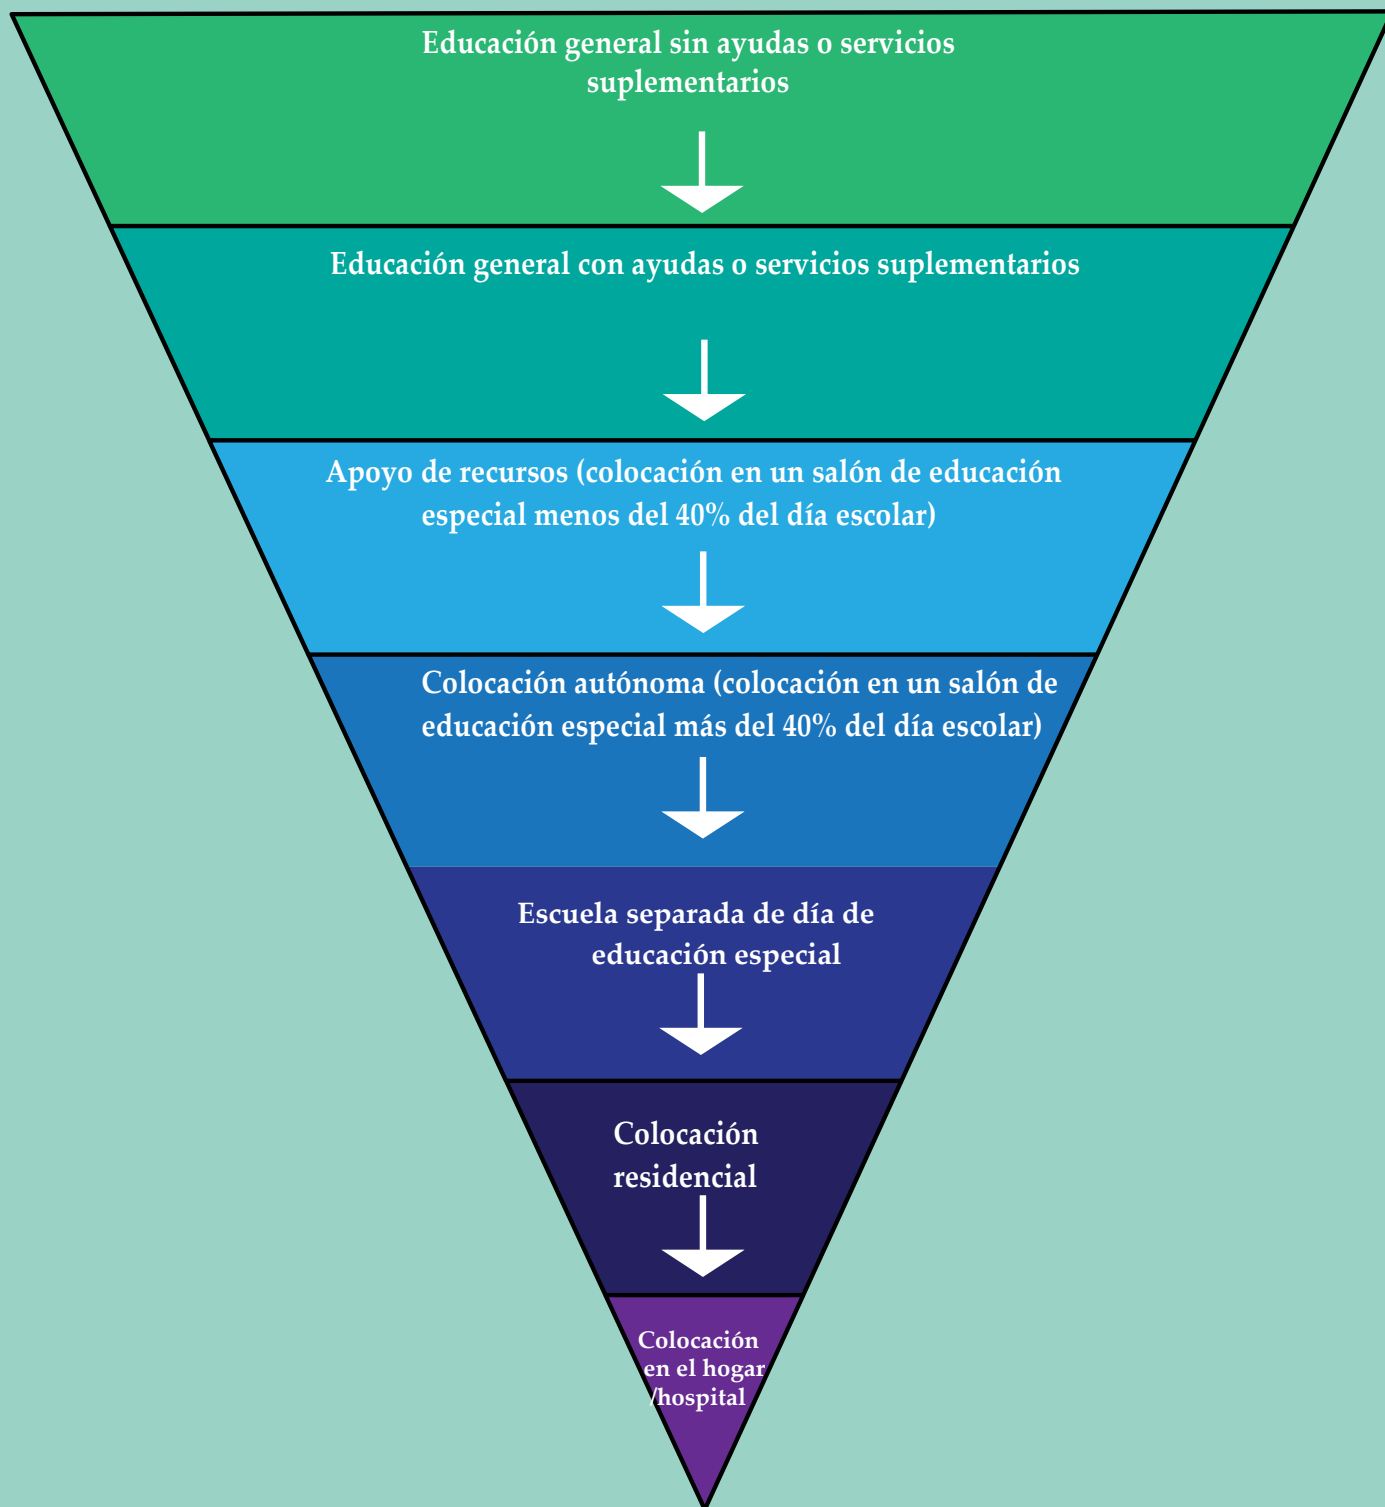 Educación general sin ayudas o servicios
suplementarios
Educación general con ayudas o servicios suplementarios
Apoyo de recursos (colocación en un salón de educación
especial menos del 40% del día escolar)
Colocación autónoma (colocación en un salón de
educación especial más del 40% del día escolar)
Escuela separada de día de
educación especial
Colocación
residencial
Colocación
en el hogar
/hospital